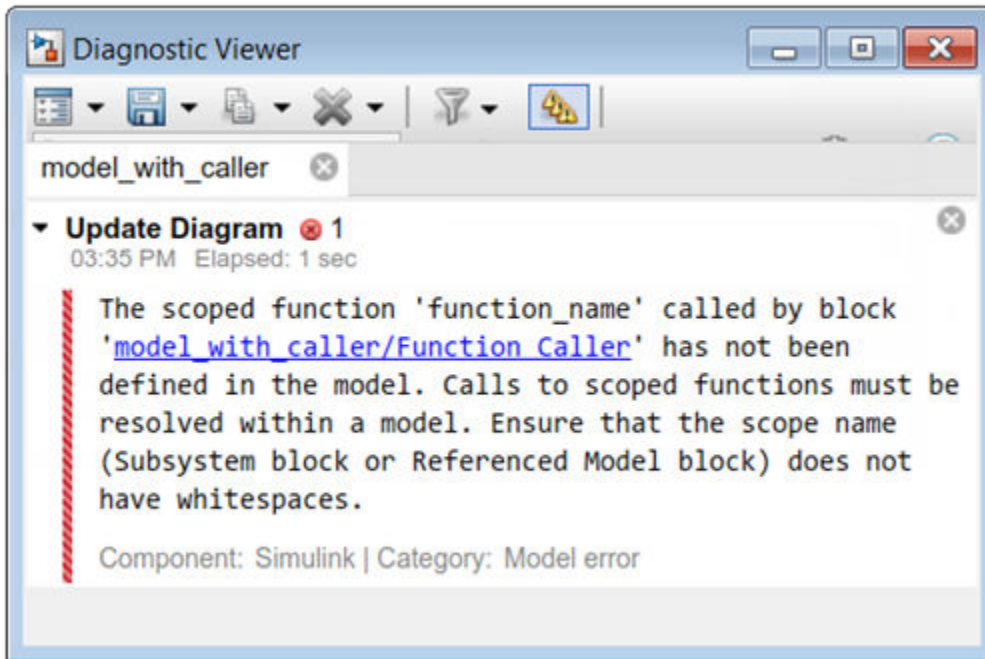 Diagnostic Viewer
model_with_caller
Update Diagram 1
03:35 PM Elapsed: 1 sec
The scoped function 'function_name' called by block
'model_with_caller/Function Caller' has not been
defined in the model. Calls to scoped functions must be
resolved within a model. Ensure that the scope name
(Subsystem block or Referenced Model block) does not
have whitespaces.
Component: Simulink | Category: Model error